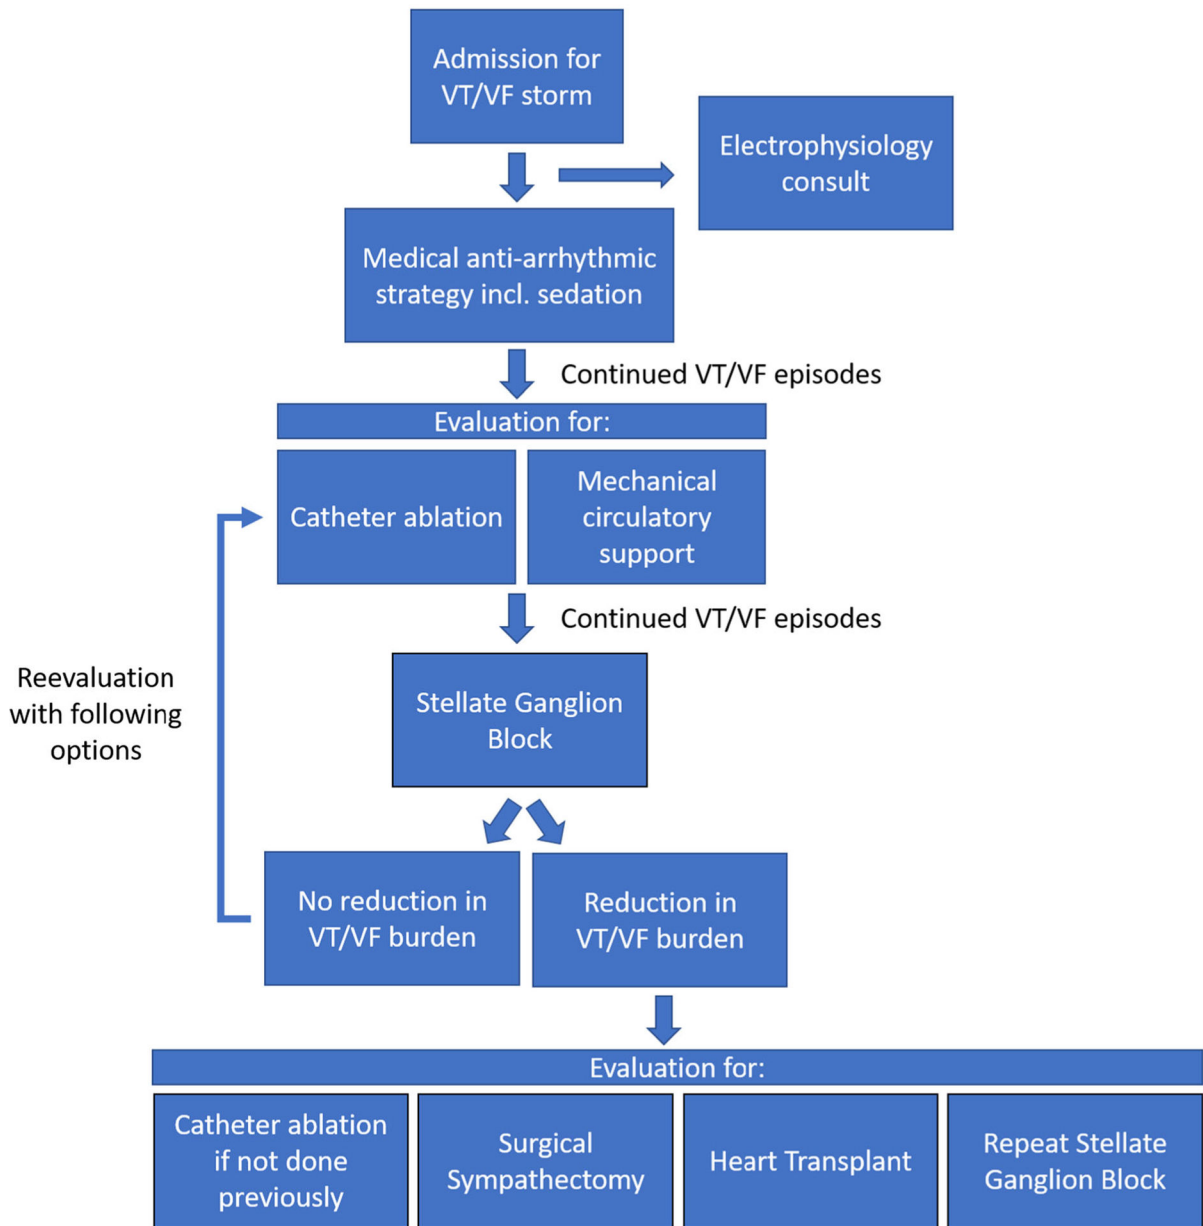 Admission for
VT/VF storm
Electrophysiology
consult
Medical anti-arrhythmic
strategy incl. sedation
Continued VT/VF episodes
Evaluation for:
Catheter ablation
Mechanical
circulatory
support
Continued VT/VF episodes
Reevaluation
with following
options
Stellate Ganglion
Block
No reduction in
VT/VF burden
Reduction in
VT/VF burden
Evaluation for:
Catheter ablation
if not done
previously
Surgical
Sympathectomy
Heart Transplant
Repeat Stellate
Ganglion Block